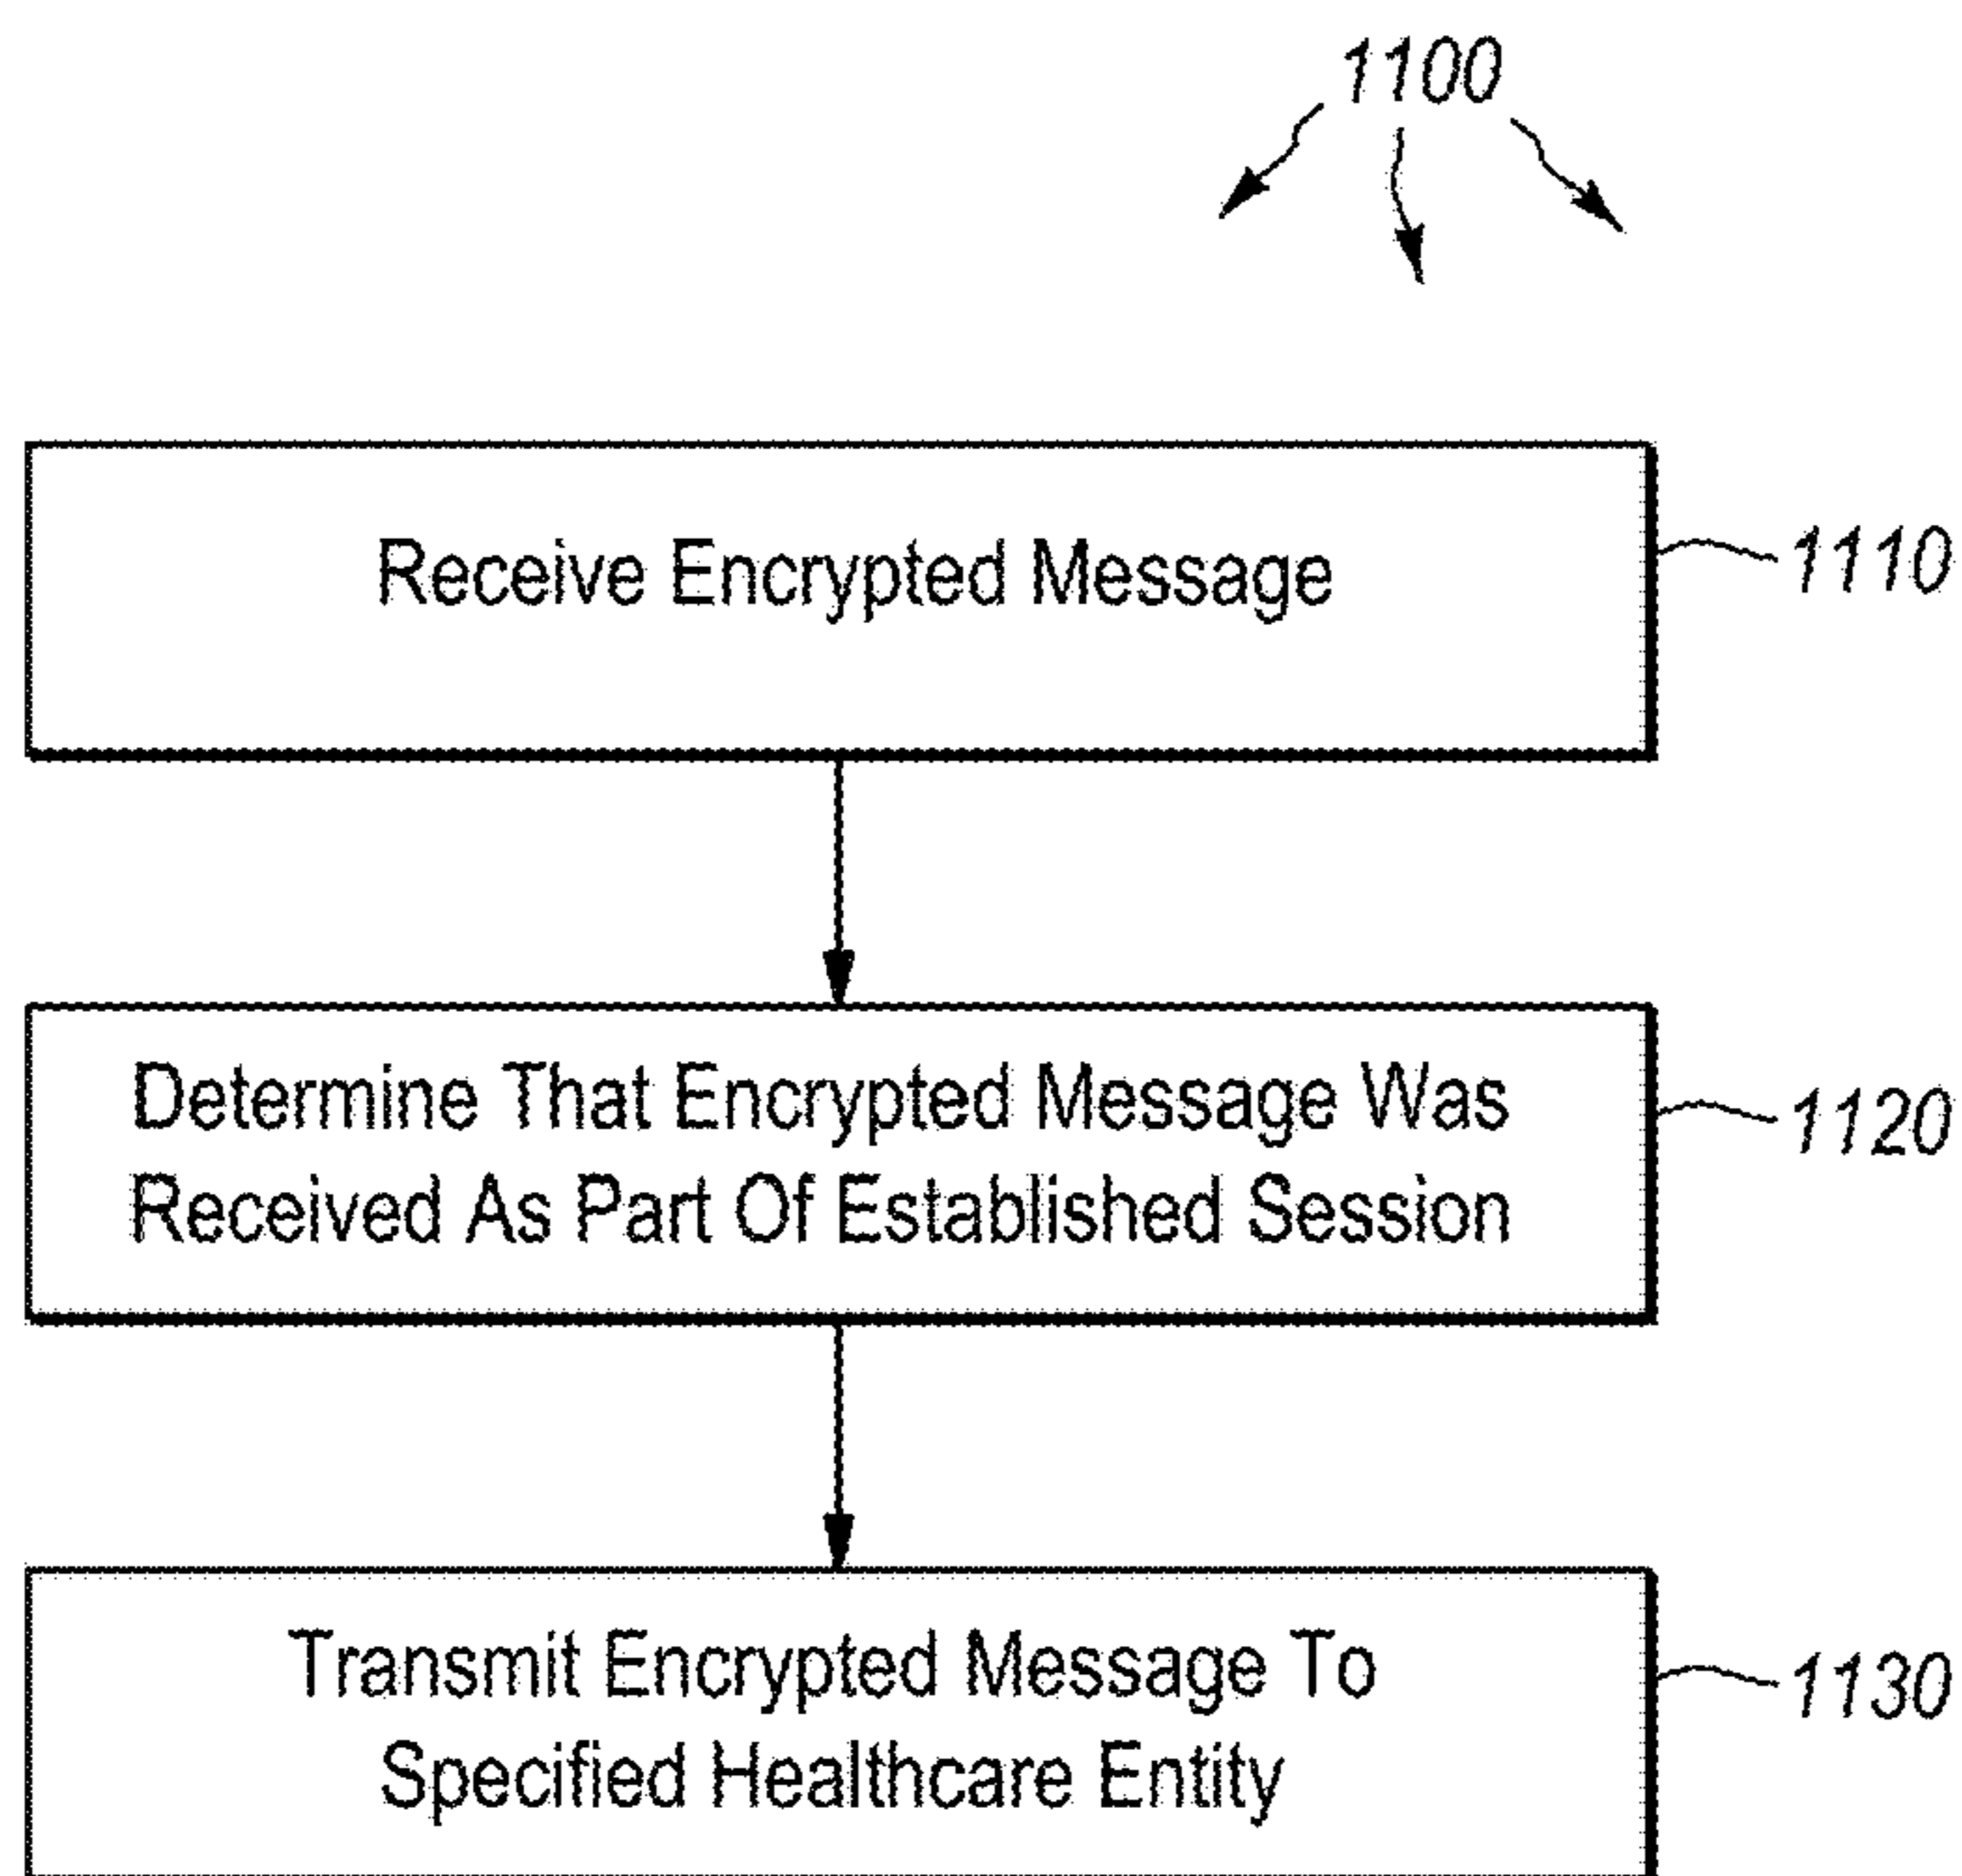 1100
Receive Encrypted Message
1110
Determine That Encrypted Message Was
Received As Part Of Established Session
1120
Transmit Encrypted Message To
Specified Healthcare Entity
1130